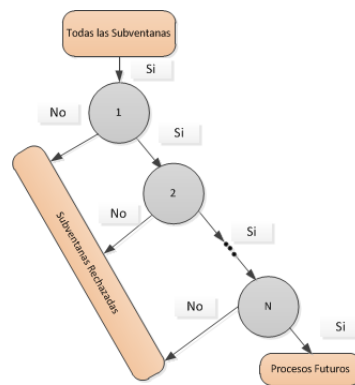 Todas las Subventanas
Si
No
1
Si
No
2
Si
Subventanas Rechazadas
No
N
Si
Procesos Futuros